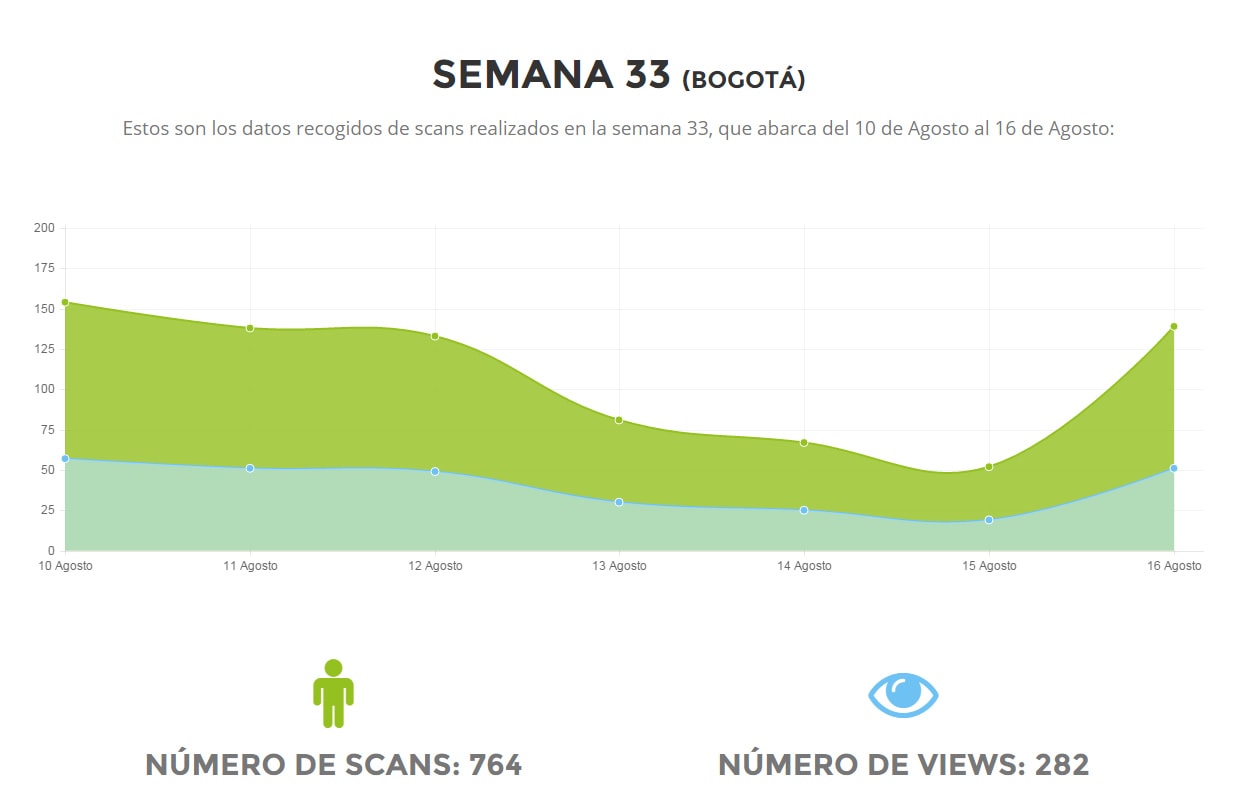 SEMANA 33 (BOGOTÁ)
Estos son los datos recogidos de scans realizados en la semana 33, que abarca del 10 de Agosto al 16 de Agosto:
200
175
150
125
100
75
50
25
0
10 Agosto 11 Agosto 12 Agosto 13 Agosto 14 Agosto 15 Agosto 16 Agosto
NÚMERO DE SCANS: 764 NÚMERO DE VIEWS: 282